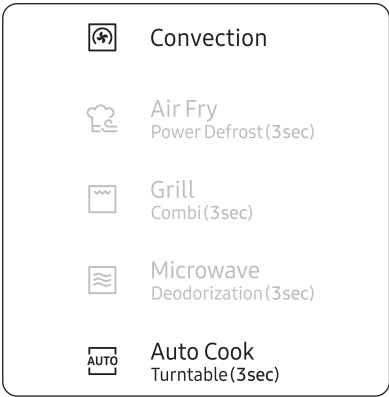 Convection
Air Fry
Power Defrost (3sec)
Grill
Combi (3sec)
Microwave
Deodorization (3sec)
AUTO
Auto Cook
Turntable (3sec)